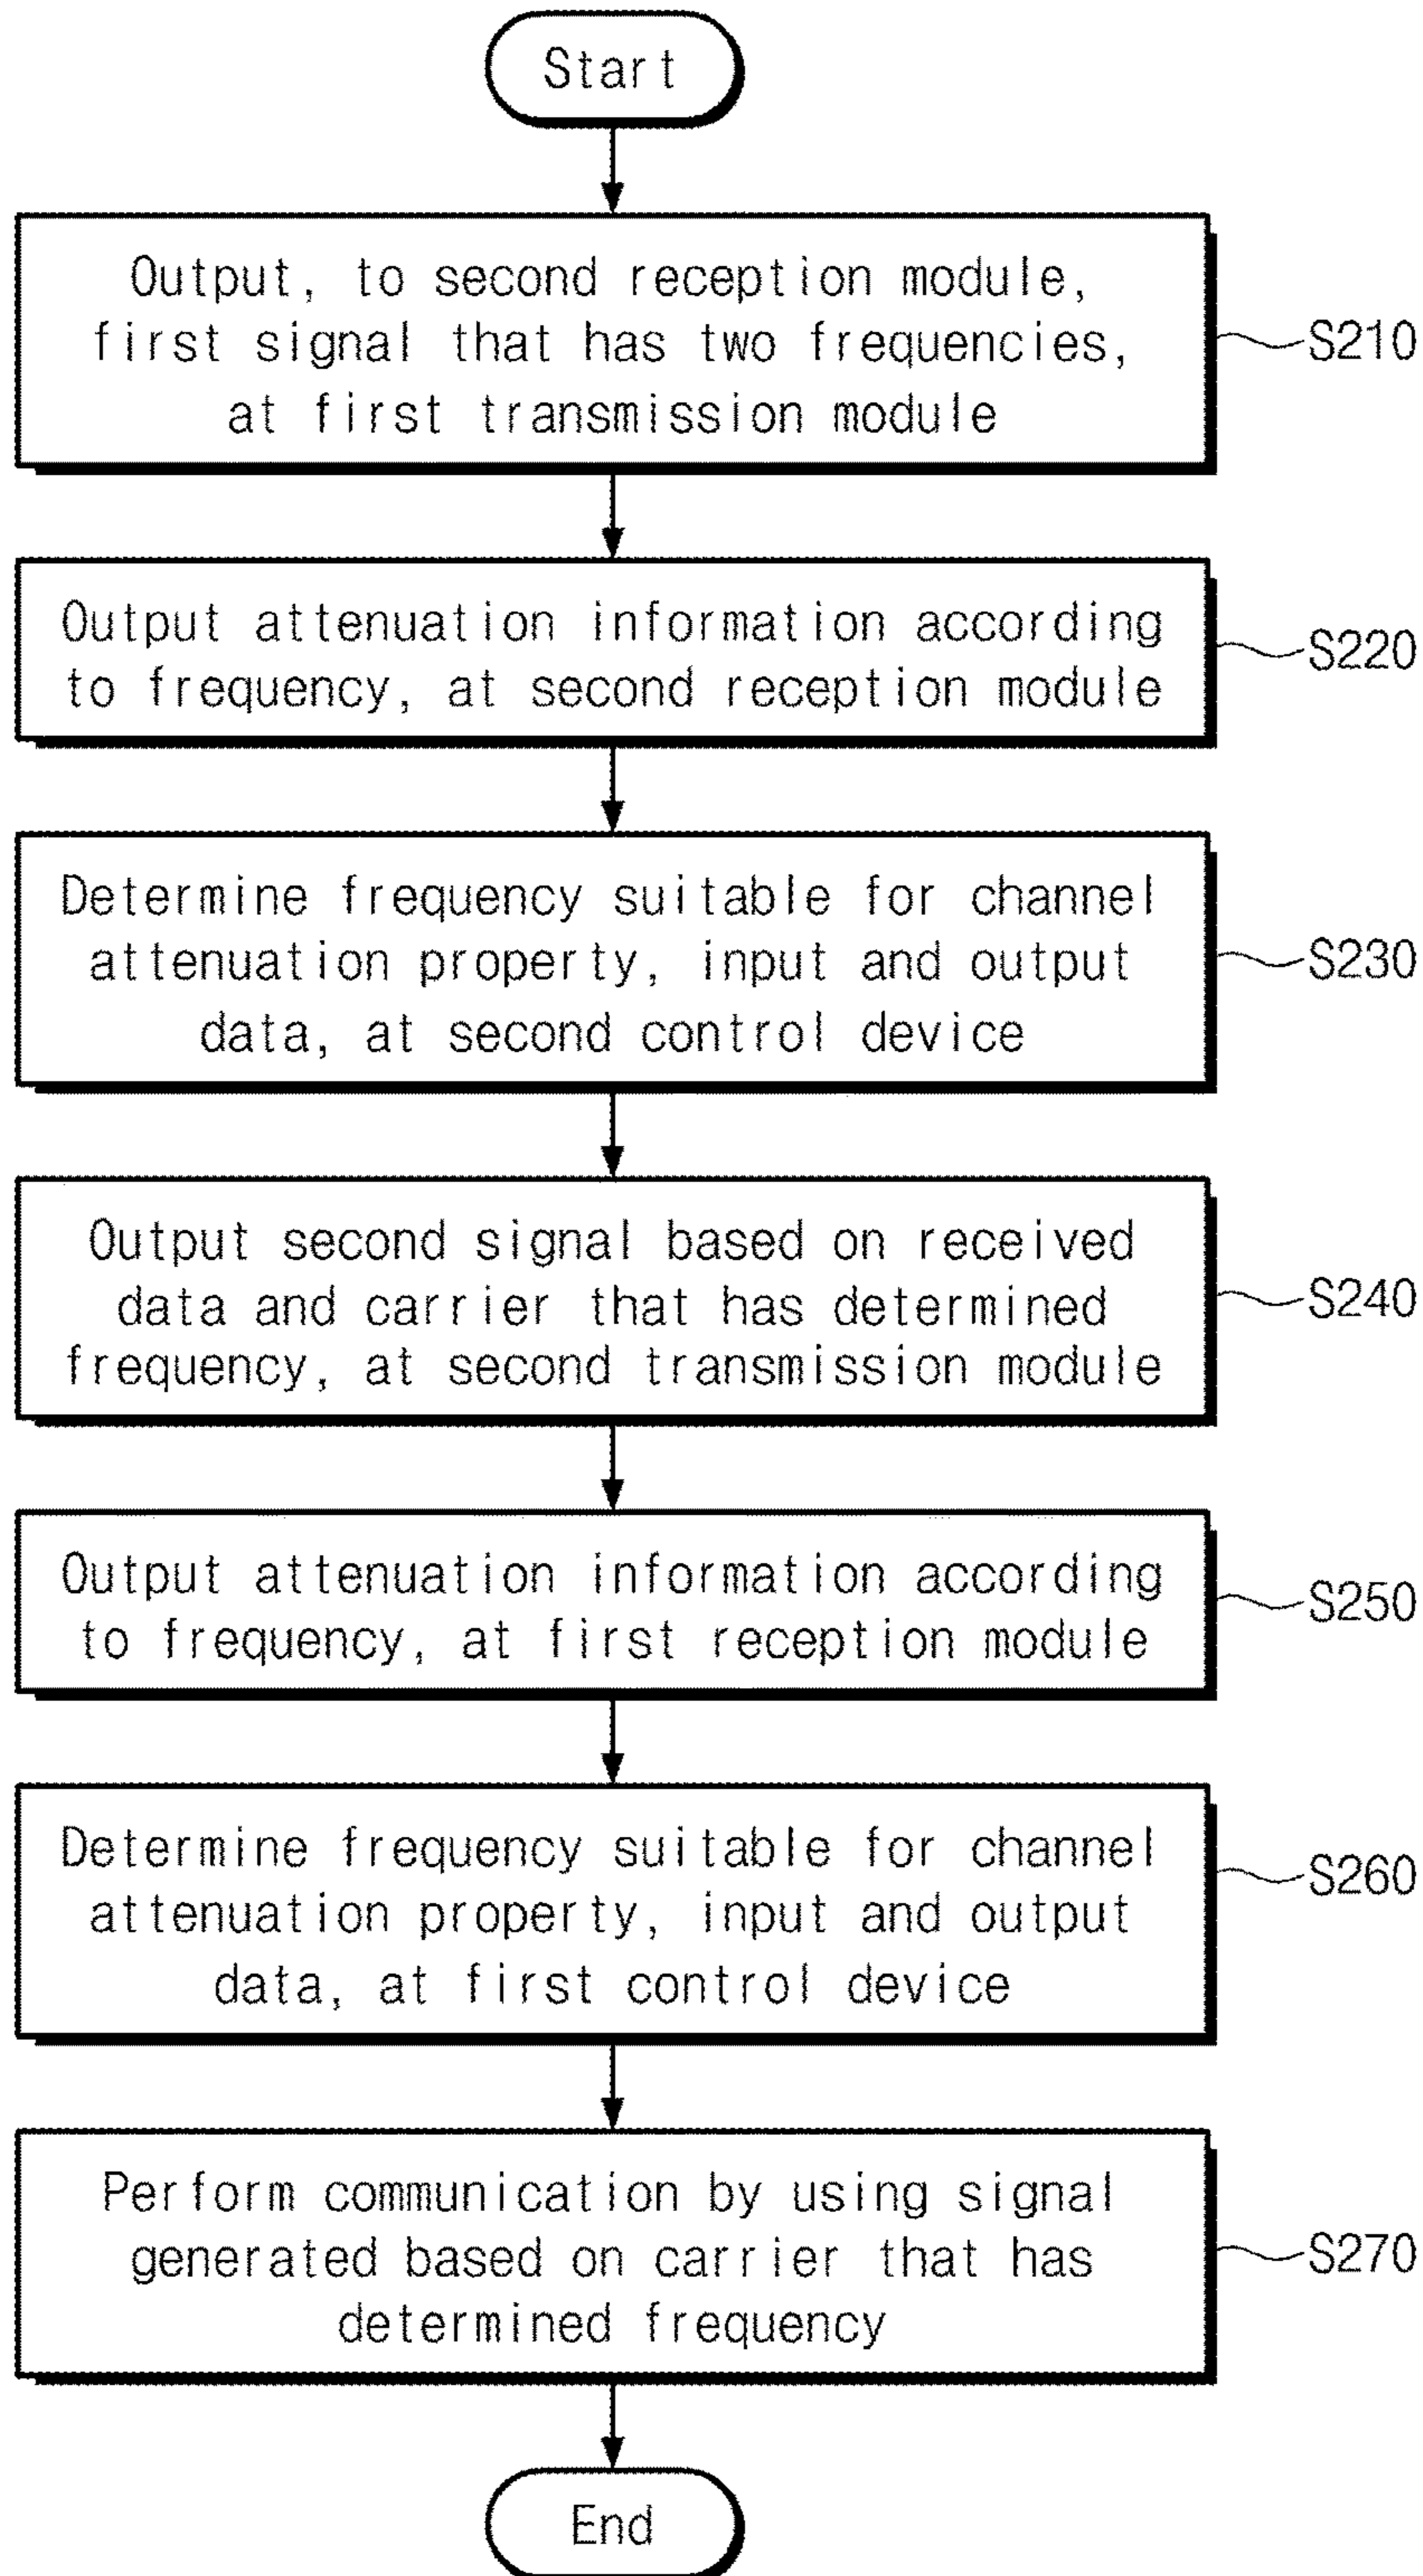 Start
Output, to second reception module,
first signal that has two frequencies,
at first transmission module
S210
Output attenuation information according
to frequency, at second reception module
S220
Determine frequency suitable for channel
attenuation property, input and output
data, at second control device
S230
Output second signal based on received
data and carrier that has determined
frequency, at second transmission module
S240
Output attenuation information according
to frequency, at first reception module
S250
Determine frequency suitable for channel
attenuation property, input and output
data, at first control device
S260
Perform communication by using signal
generated based on carrier that has
determined frequency
S270
End